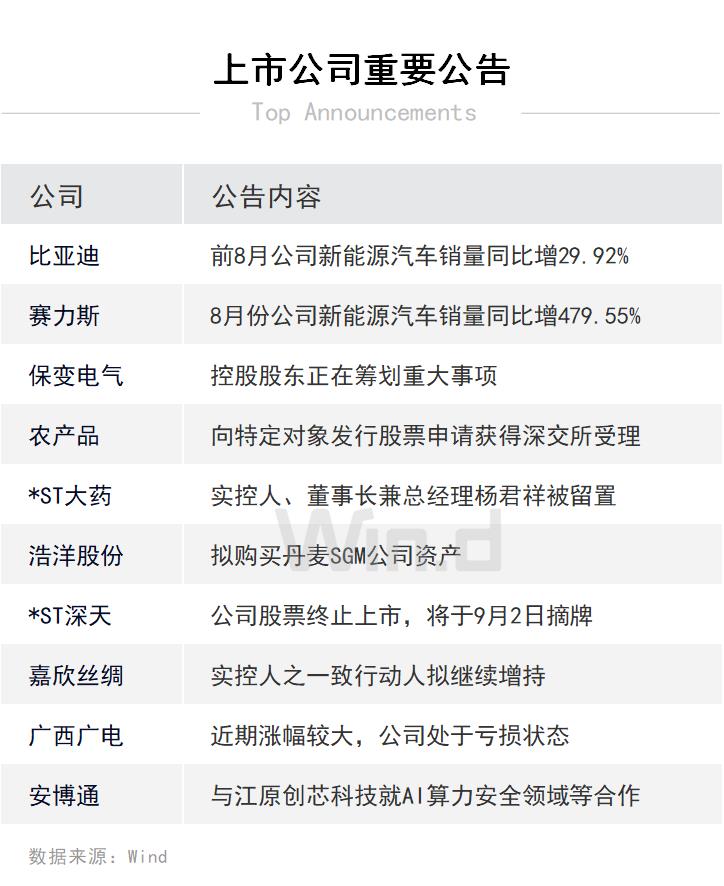 上市公司重要公告
Top Announcements
公司 公告内容
比亚迪 前8月公司新能源汽车销量同比增29.92%
赛力斯 8月份公司新能源汽车销量同比增479.55%
保变电气 控股股东正在筹划重大事项
农产品 向特定对象发行股票申请获得深交所受理
*ST大药 实控人、董事长兼总经理杨君祥被留置
浩洋股份 拟购买丹麦SGM公司资产
*ST深天 公司股票终止上市，将于9月2日摘牌
嘉欣丝绸 实控人之一致行动人拟继续增持
广西广电 近期涨幅较大，公司处于亏损状态
安博通 与江原创芯科技就AI算力安全领域等合作
数据来源：Wind
Win.d